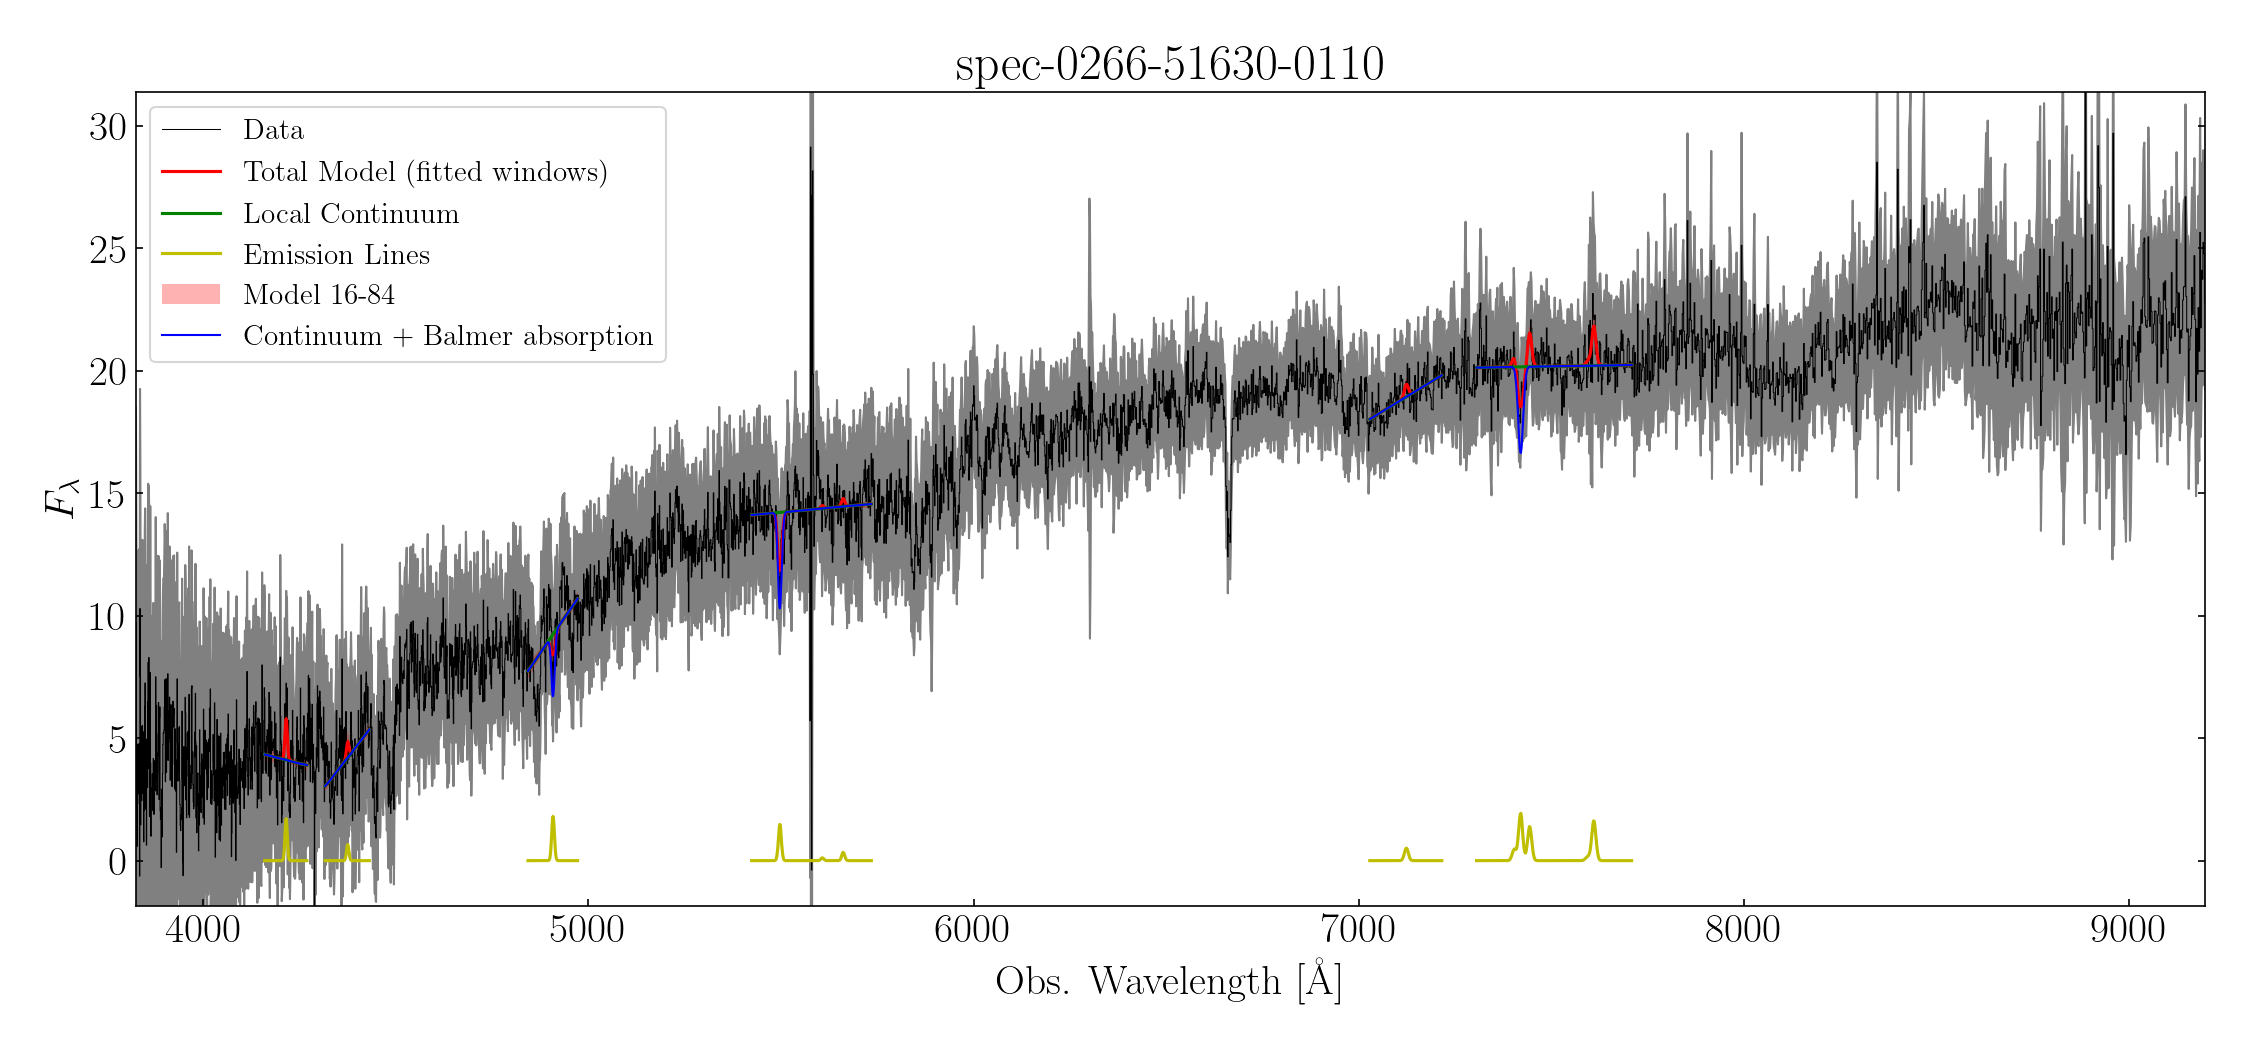 spec-0266-51630-0110
Data
Total Model (fitted windows)
Local Continuum
Emission Lines
Model 16-84
Continuum + Balmer absorption
30
25
20
15
10
5
0
F_λ
4000 5000 6000 7000 8000 9000
Obs. Wavelength [Å]